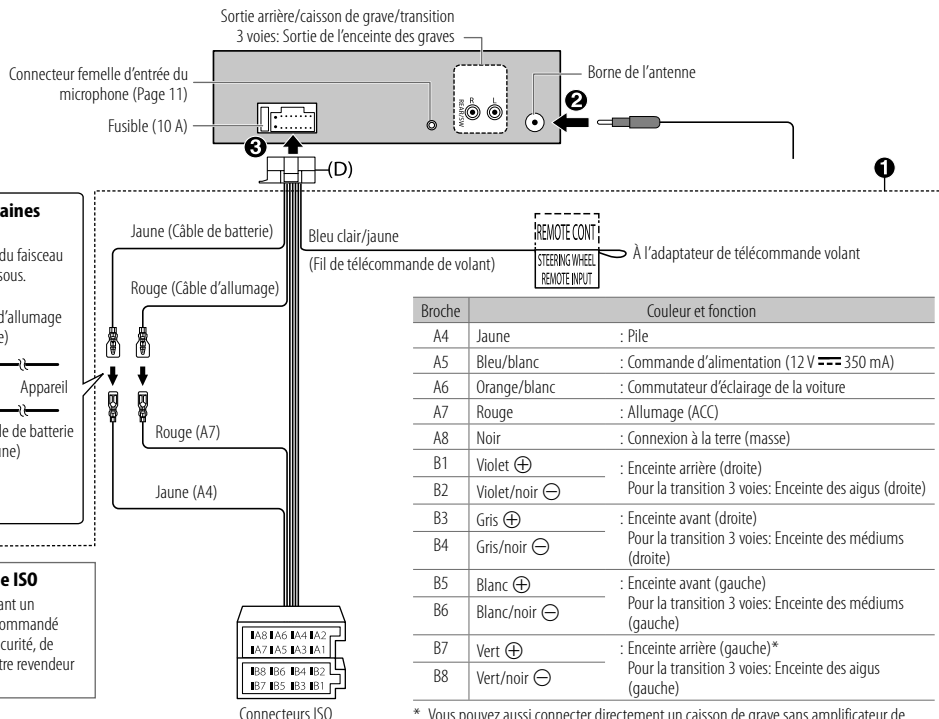 Sortie arrière/caisson de grave/transition
3 voies: Sortie de l'enceinte des graves
Connecteur femelle d'entrée du
microphone (Page 11)
Fusible (10 A)
REAR/SW
R
L
Borne de l'antenne
2
3
(D)
1
aines
du faisceau
sous.
d'allumage
e)
Appareil
le de batterie
une)
Jaune (Câble de batterie)
Rouge (Câble d'allumage)
Bleu clair/jaune
(Fil de télécommande de volant)
REMOTE CONT
STEERING WHEEL
REMOTE INPUT
À l'adaptateur de télécommande volant
Rouge (A7)
Jaune (A4)
Broche Couleur et fonction
A4 Jaune : Pile
A5 Bleu/blanc : Commande d'alimentation (12 V ⎓ 350 mA)
A6 Orange/blanc : Commutateur d'éclairage de la voiture
A7 Rouge : Allumage (ACC)
A8 Noir : Connexion à la terre (masse)
B1 Violet ⊕ : Enceinte arrière (droite)
B2 Violet/noir ⊖ Pour la transition 3 voies: Enceinte des aigus (droite)
B3 Gris ⊕ : Enceinte avant (droite)
B4 Gris/noir ⊖ Pour la transition 3 voies: Enceinte des médiums
(droite)
B5 Blanc ⊕ : Enceinte avant (gauche)
B6 Blanc/noir ⊖ Pour la transition 3 voies: Enceinte des médiums
(gauche)
B7 Vert ⊕ : Enceinte arrière (gauche)*
B8 Vert/noir ⊖ Pour la transition 3 voies: Enceinte des aigus
(gauche)
* Vous pouvez aussi connecter directement un caisson de grave sans amplificateur de
e ISO
ant un
ommandé
curité, de
tre revendeur
A8 A6 A4 A2
A7 A5 A3 A1
B8 B6 B4 B2
B7 B5 B3 B1
Connecteurs ISO